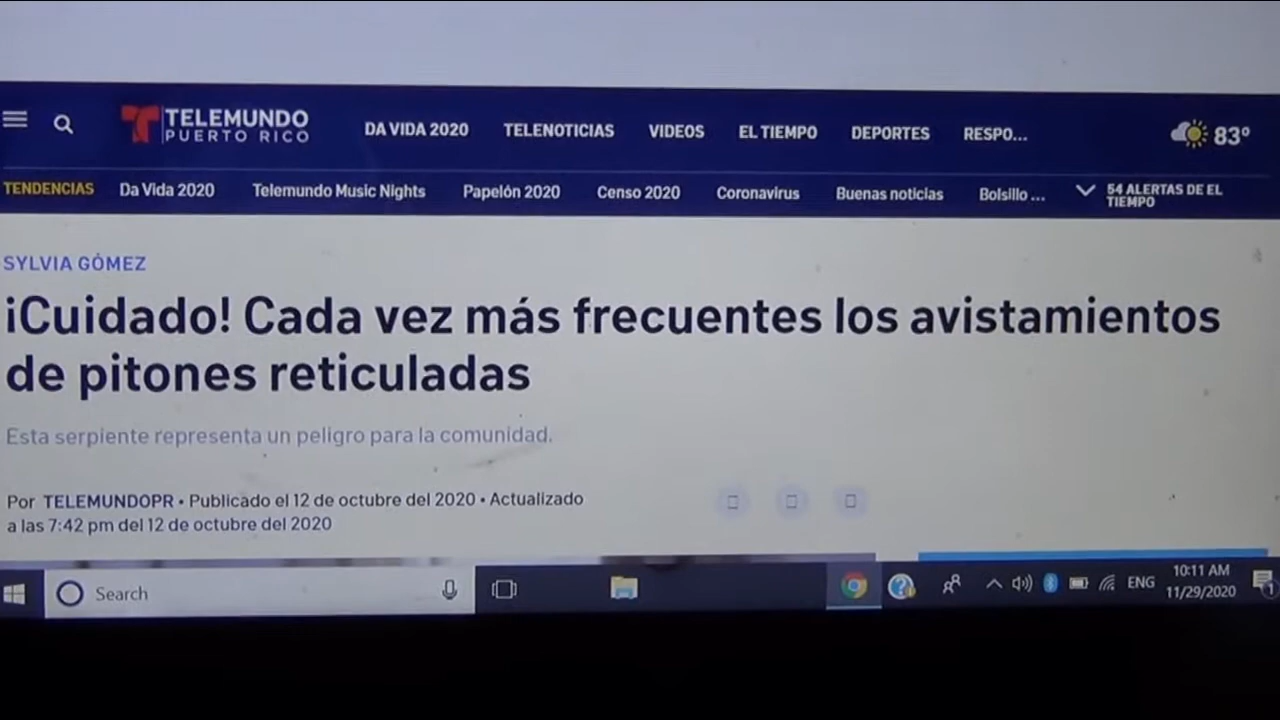 TELEMUNDO
PUERTO RICO
DA VIDA 2020 TELENOTICIAS VIDEOS EL TIEMPO DEPORTES RESPO... 83°
TENDENCIAS Da Vida 2020 Telemundo Music Nights Papelón 2020 Censo 2020 Coronavirus Buenas noticias Bolsillo ... 54 ALERTAS DE EL
TIEMPO
SYLVIA GÓMEZ
¡Cuidado! Cada vez más frecuentes los avistamientos
de pitones reticuladas
Esta serpiente representa un peligro para la comunidad.
Por TELEMUNDOPR • Publicado el 12 de octubre del 2020 • Actualizado
a las 7:42 pm del 12 de octubre del 2020
Search ENG 10:11 AM
11/29/2020 1